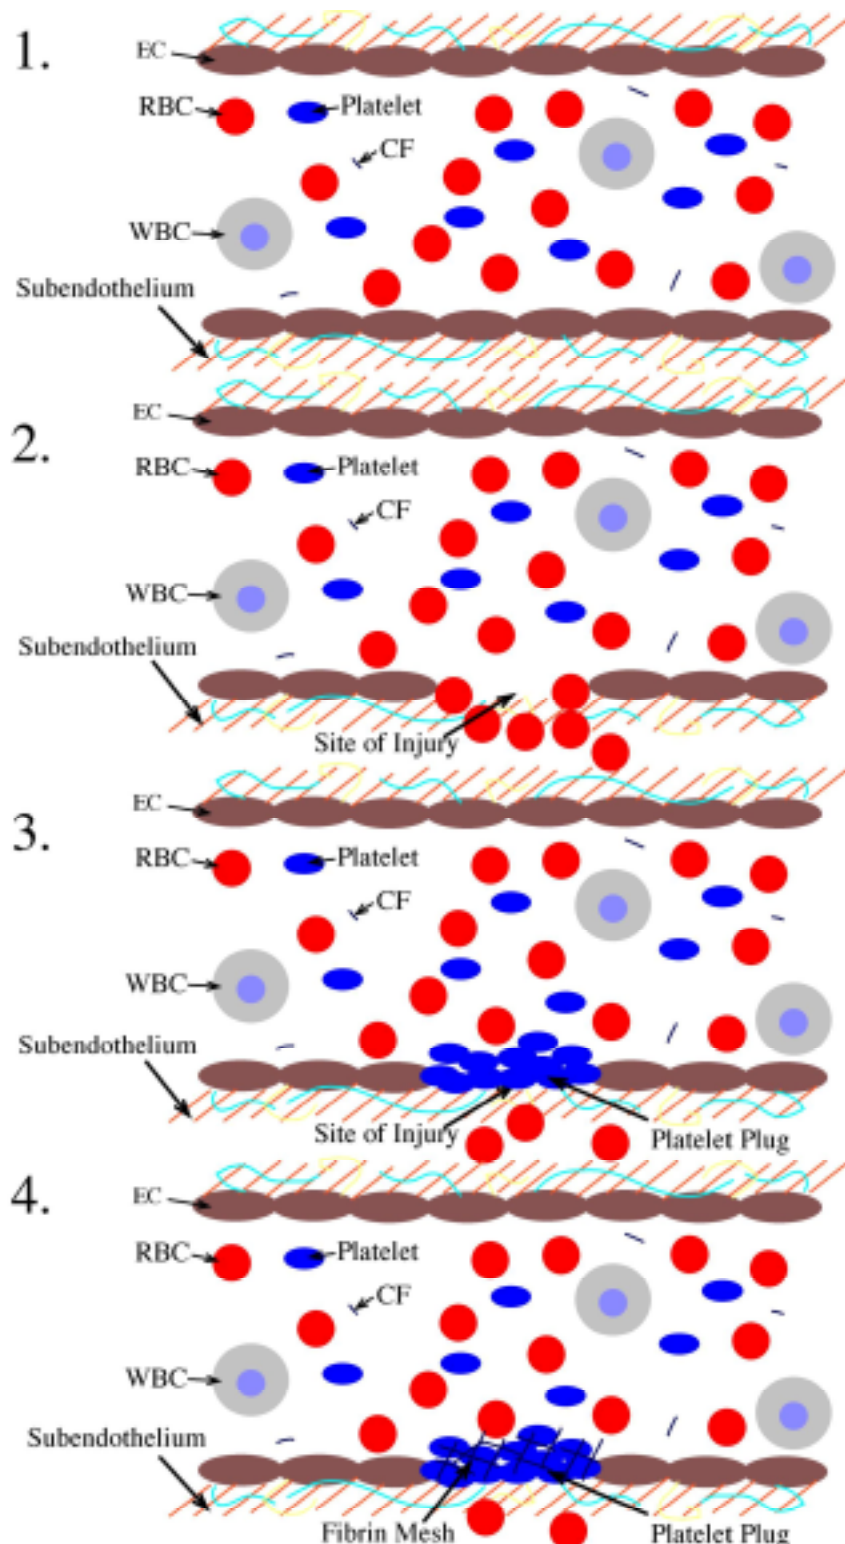 1.
EC
RBC
Platelet
CF
WBC
Subendothelium
2.
EC
RBC
Platelet
CF
WBC
Subendothelium
Site of Injury
3.
EC
RBC
Platelet
CF
WBC
Subendothelium
Site of Injury
Platelet Plug
4.
EC
RBC
Platelet
CF
WBC
Subendothelium
Fibrin Mesh
Platelet Plug